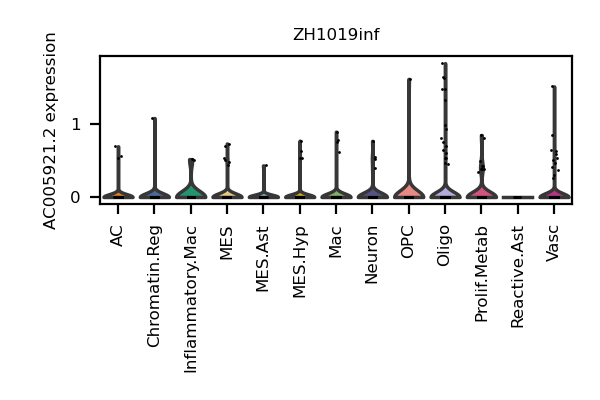 ZH1019inf
AC005921.2 expression
1
0
AC
Chromatin.Reg
Inflammatory.Mac
MES
MES.Ast
MES.Hyp
Mac
Neuron
OPC
Oligo
Prolif.Metab
Reactive.Ast
Vasc